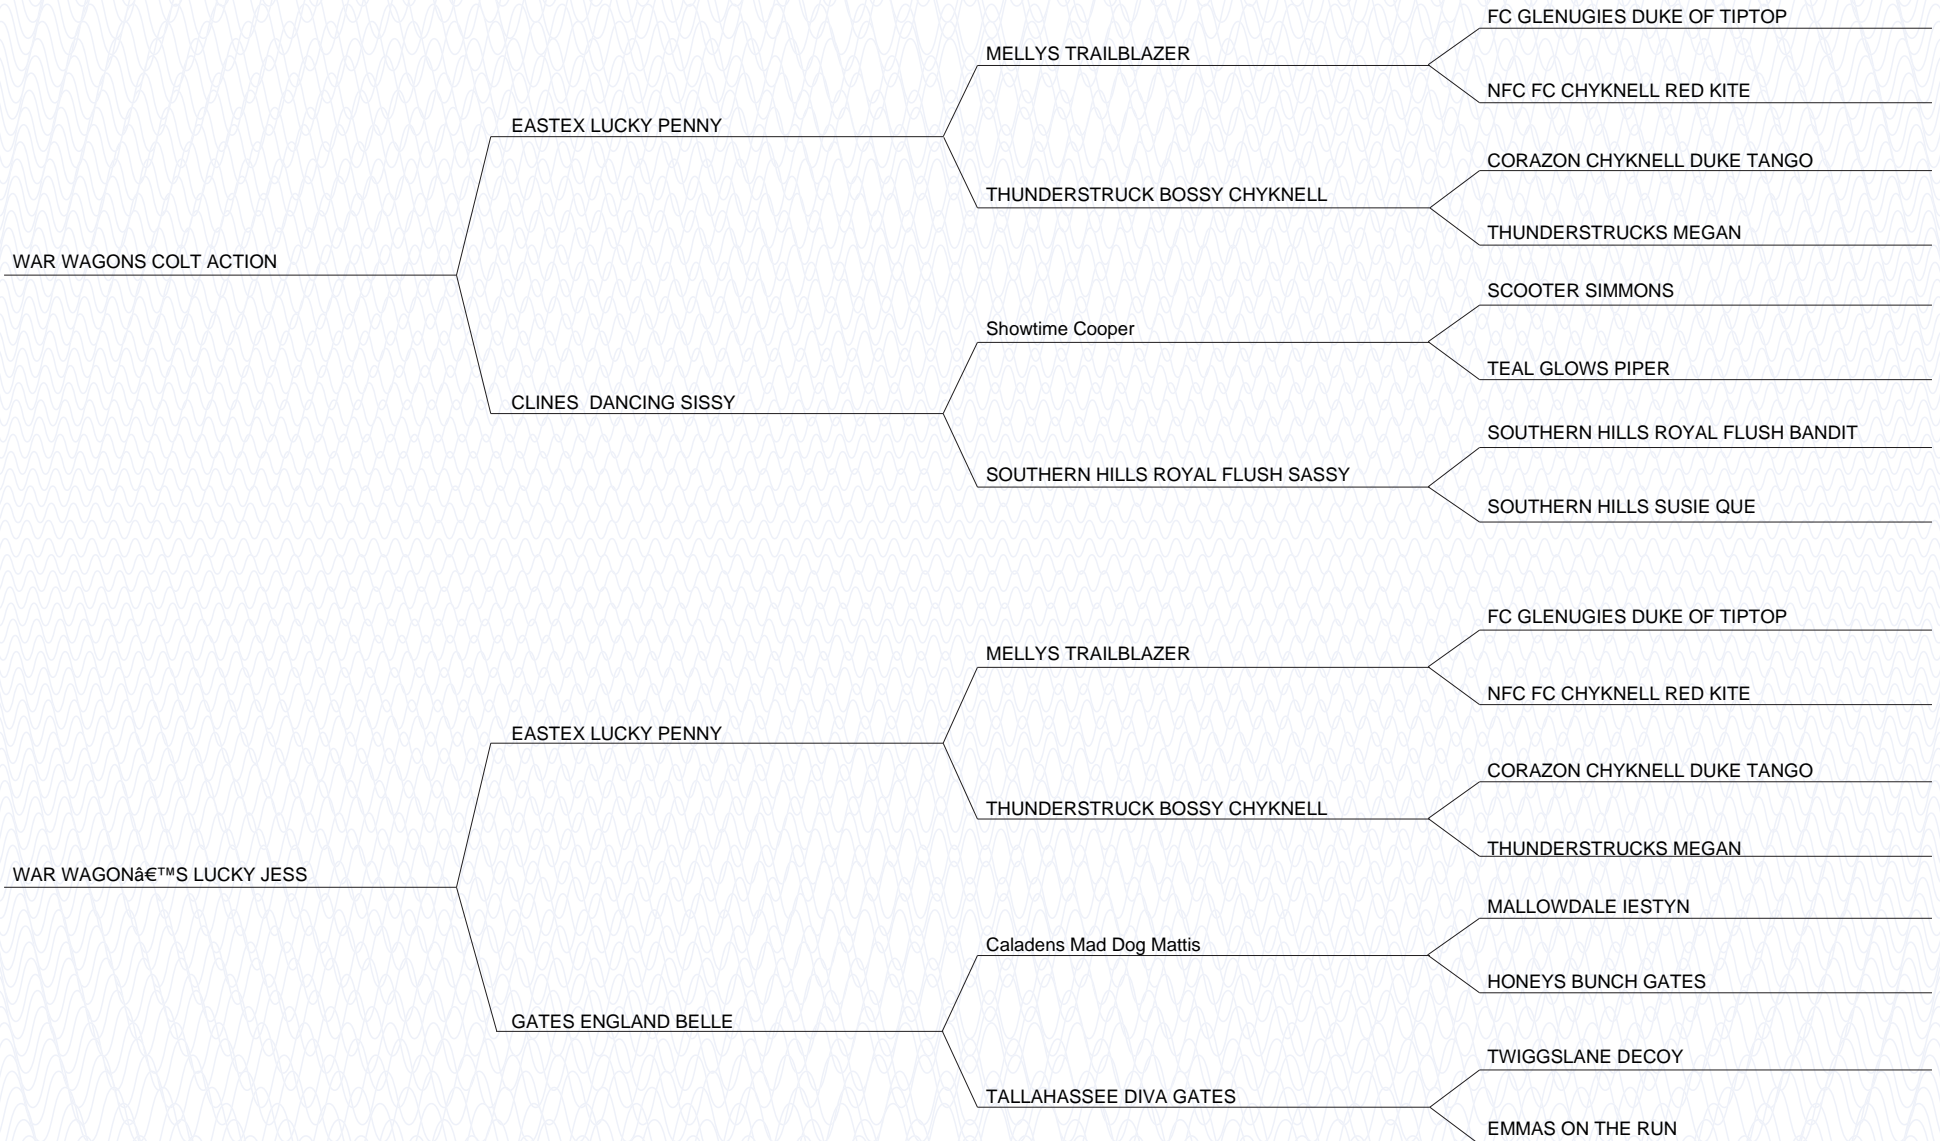 FC GLENUGIES DUKE OF TIPTOP
MELLYS TRAILBLAZER
NFC FC CHYKNELL RED KITE
EASTEX LUCKY PENNY
CORAZON CHYKNELL DUKE TANGO
THUNDERSTRUCK BOSSY CHYKNELL
THUNDERSTRUCKS MEGAN
WAR WAGONS COLT ACTION
SCOOTER SIMMONS
Showtime Cooper
TEAL GLOWS PIPER
CLINES  DANCING SISSY
SOUTHERN HILLS ROYAL FLUSH BANDIT
SOUTHERN HILLS ROYAL FLUSH SASSY
SOUTHERN HILLS SUSIE QUE
FC GLENUGIES DUKE OF TIPTOP
MELLYS TRAILBLAZER
NFC FC CHYKNELL RED KITE
EASTEX LUCKY PENNY
CORAZON CHYKNELL DUKE TANGO
THUNDERSTRUCK BOSSY CHYKNELL
THUNDERSTRUCKS MEGAN
WAR WAGON’S LUCKY JESS
MALLOWDALE IESTYN
Caladens Mad Dog Mattis
HONEYS BUNCH GATES
GATES ENGLAND BELLE
TWIGGSLANE DECOY
TALLAHASSEE DIVA GATES
EMMAS ON THE RUN